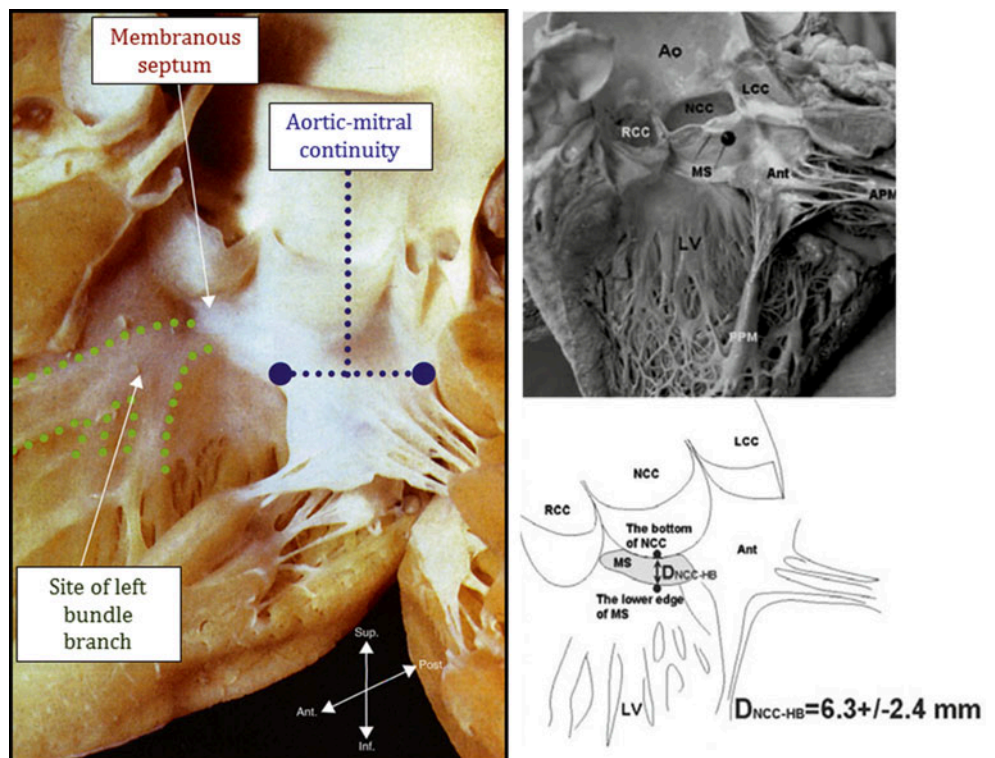 Membranous
septum
Aortic-mitral
continuity
Site of left
bundle
branch
Sup.
Post.
Ant.
Inf.
Ao
LCC
NCC
RCC
MS
Ant
APM
LV
PPM
LCC
NCC
RCC
The bottom
of NCC
Ant
MS
DNCC-HB
The lower edge
of MS
LV
DNCC-HB=6.3+/-2.4 mm